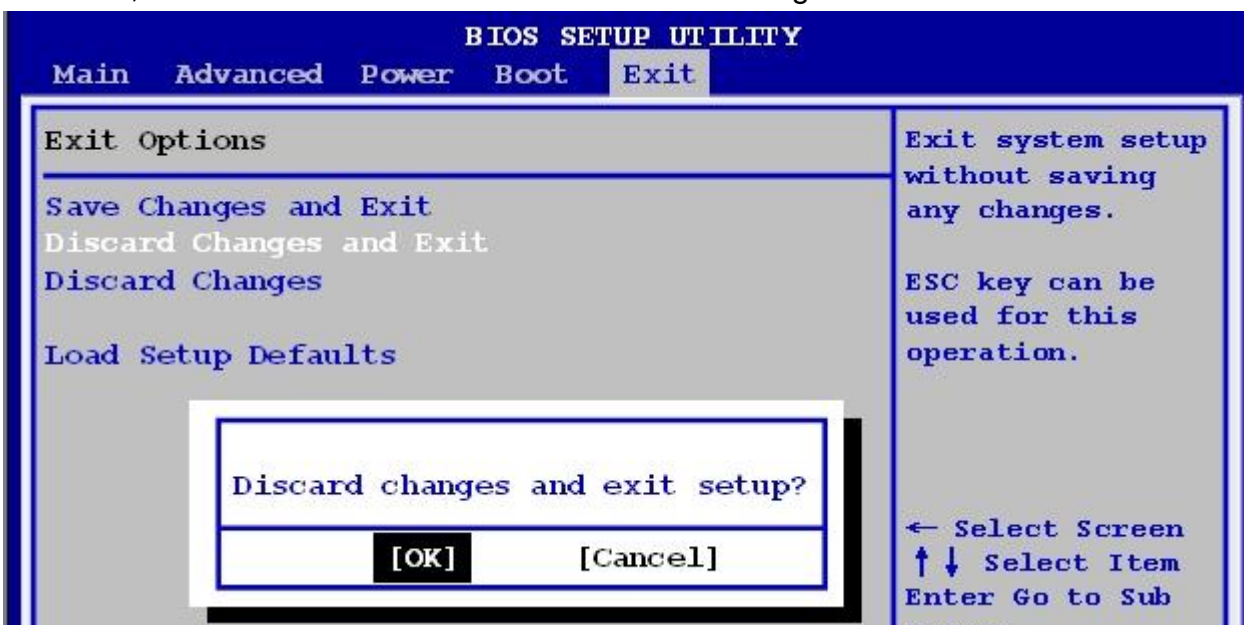 BIOS SETUP UTILITY
Main Advanced Power Boot Exit
Exit Options
Save Changes and Exit
Discard Changes and Exit
Discard Changes
Load Setup Defaults
Exit system setup
without saving
any changes.
ESC key can be
used for this
operation.
Discard changes and exit setup?
[OK] [Cancel]
← Select Screen
↑↓ Select Item
Enter Go to Sub